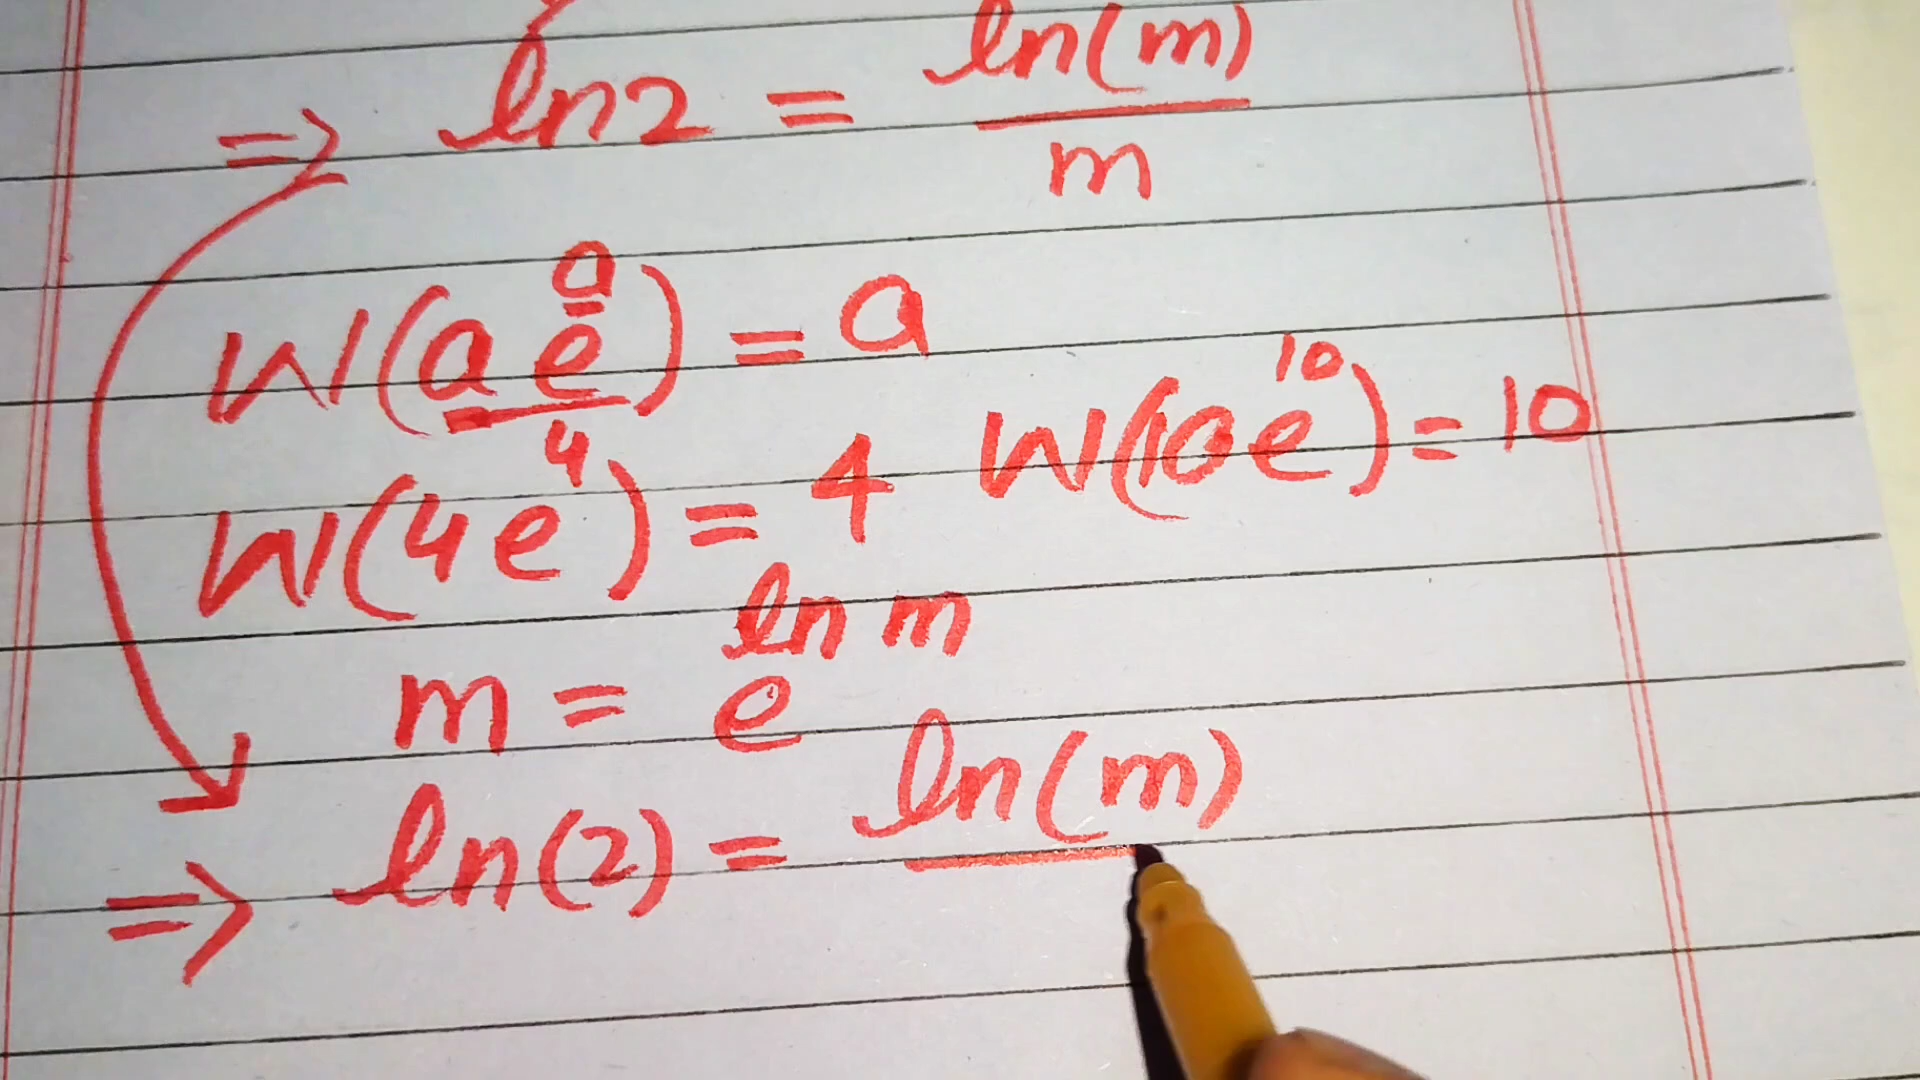 => ln2 = ln(m)/m
W(ae^a) = a
W(4e^4) = 4 W(10e^10) = 10
m = e^ln m
=> ln(2) = ln(m)